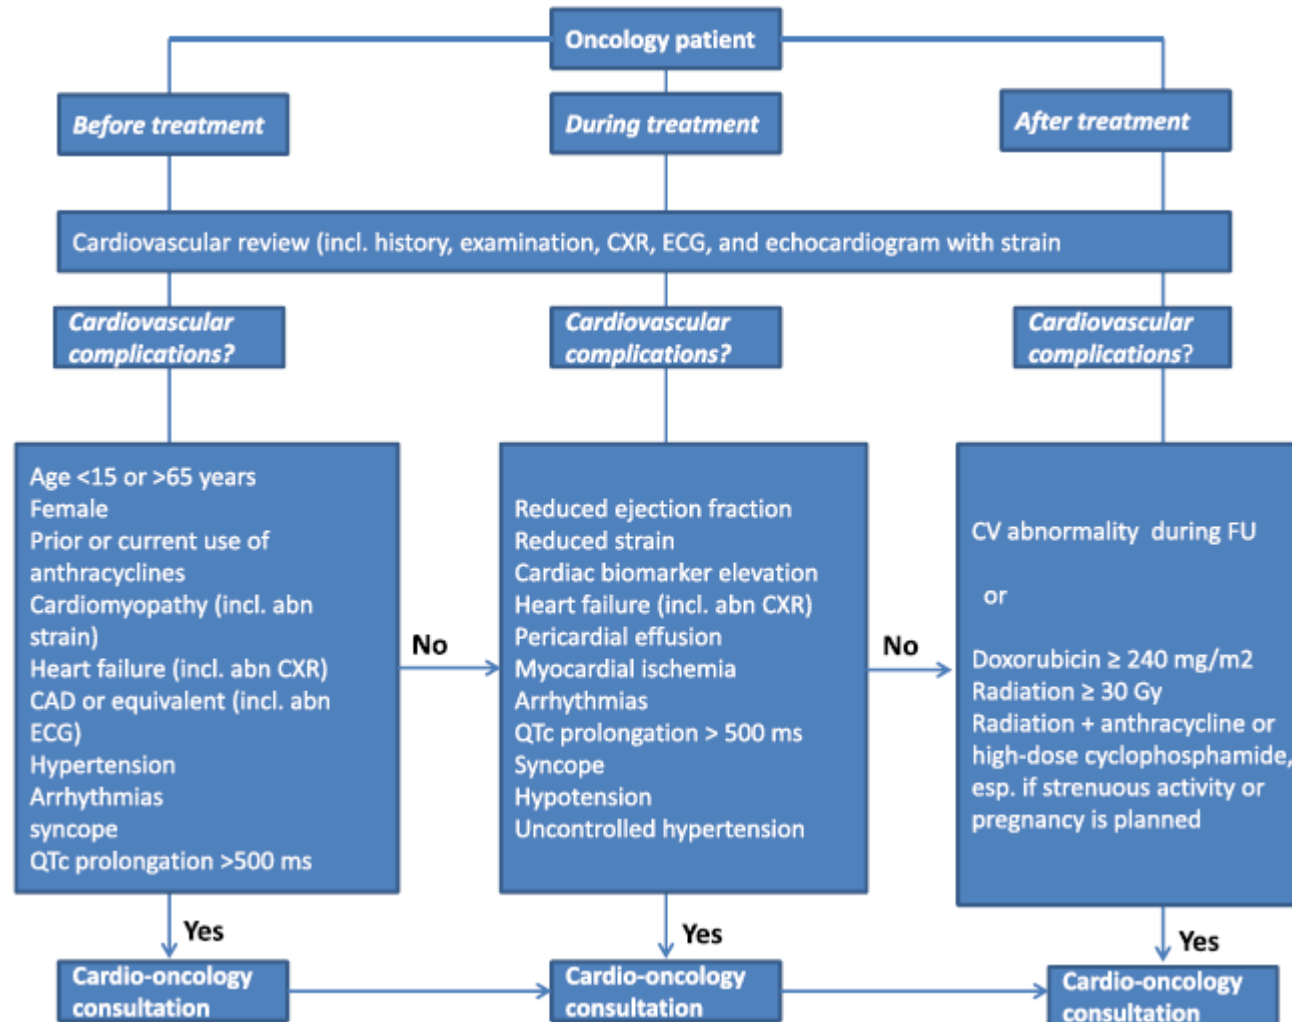 Oncology patient
Before treatment
During treatment
After treatment
Cardiovascular review (incl. history, examination, CXR, ECG, and echocardiogram with strain
Cardiovascular
complications?
Cardiovascular
complications?
Cardiovascular
complications?
Age <15 or >65 years
Female
Prior or current use of
anthracyclines
Cardiomyopathy (incl. abn
strain)
Heart failure (incl. abn CXR)
CAD or equivalent (incl. abn
ECG)
Hypertension
Arrhythmias
syncope
QTc prolongation >500 ms
No
Reduced ejection fraction
Reduced strain
Cardiac biomarker elevation
Heart failure (incl. abn CXR)
Pericardial effusion
Myocardial ischemia
Arrhythmias
QTc prolongation > 500 ms
Syncope
Hypotension
Uncontrolled hypertension
No
CV abnormality during FU
or
Doxorubicin ≥ 240 mg/m2
Radiation ≥ 30 Gy
Radiation + anthracycline or
high-dose cyclophosphamide,
esp. if strenuous activity or
pregnancy is planned
Yes
Yes
Yes
Cardio-oncology
consultation
Cardio-oncology
consultation
Cardio-oncology
consultation